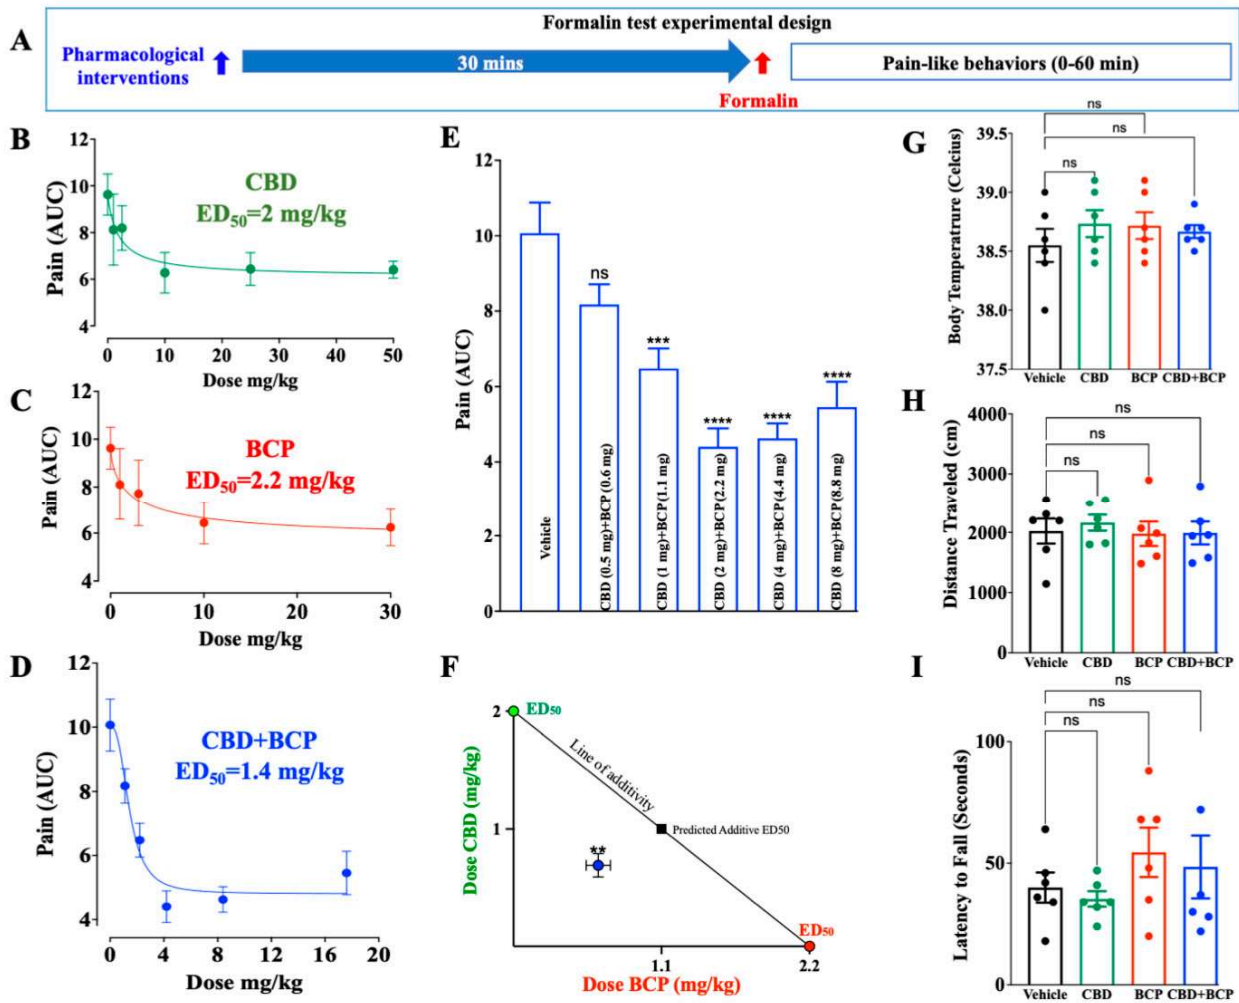 A
Formalin test experimental design
Pharmacological
interventions
30 mins
Formalin
Pain-like behaviors (0-60 min)
B
12
10
8
6
4
Pain (AUC)
CBD
ED50=2 mg/kg
0 10 20 30 40 50
Dose mg/kg
C
12
10
8
6
4
Pain (AUC)
BCP
ED50=2.2 mg/kg
0 10 20 30
Dose mg/kg
D
12
10
8
6
4
Pain (AUC)
CBD+BCP
ED50=1.4 mg/kg
0 4 8 12 16 20
Dose mg/kg
E
12
10
8
6
4
2
0
Pain (AUC)
ns
***
****
****
****
Vehicle
CBD (0.5 mg)+BCP (0.6 mg)
CBD (1 mg)+BCP (1.1 mg)
CBD (2 mg)+BCP (2.2 mg)
CBD (4 mg)+BCP (4.4 mg)
CBD (8 mg)+BCP (8.8 mg)
F
2
1
Dose CBD (mg/kg)
ED50
Line of additivity
Predicted Additive ED50
**
ED50
1.1 2.2
Dose BCP (mg/kg)
G
39.5
39.0
38.5
38.0
37.5
Body Temperatrure (Celcius)
ns
ns
ns
Vehicle CBD BCP CBD+BCP
H
4000
3000
2000
1000
0
Distance Traveled (cm)
ns
ns
ns
Vehicle CBD BCP CBD+BCP
I
100
50
0
Latency to Fall (Seconds)
ns
ns
ns
Vehicle CBD BCP CBD+BCP